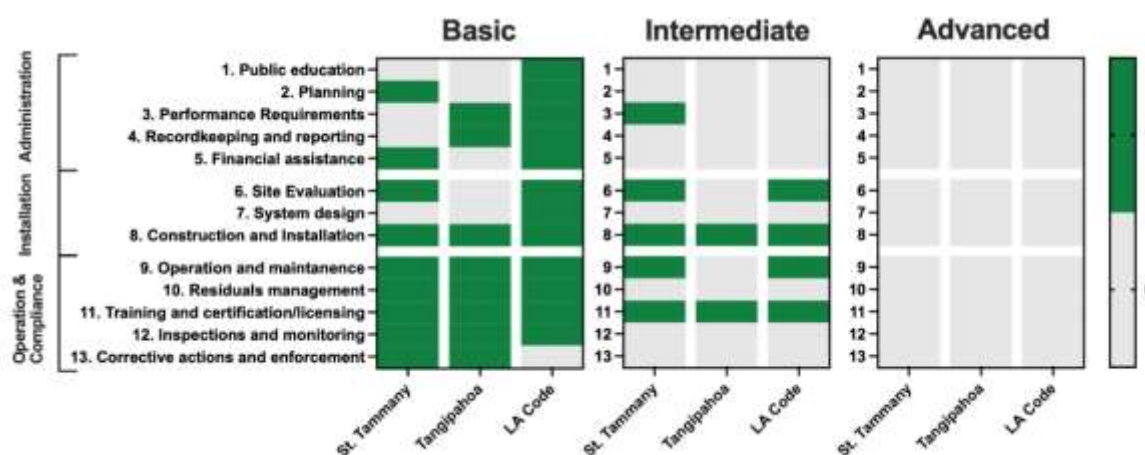 Basic Intermediate Advanced
Administration
1. Public education
2. Planning
3. Performance Requirements
4. Recordkeeping and reporting
5. Financial assistance
Installation
6. Site Evaluation
7. System design
8. Construction and Installation
Operation & Compliance
9. Operation and maintanence
10. Residuals management
11. Training and certification/licensing
12. Inspections and monitoring
13. Corrective actions and enforcement
1
2
3
4
5
6
7
8
9
10
11
12
13
1
2
3
4
5
6
7
8
9
10
11
12
13
St. Tammany Tangipahoa LA Code
St. Tammany Tangipahoa LA Code
St. Tammany Tangipahoa LA Code